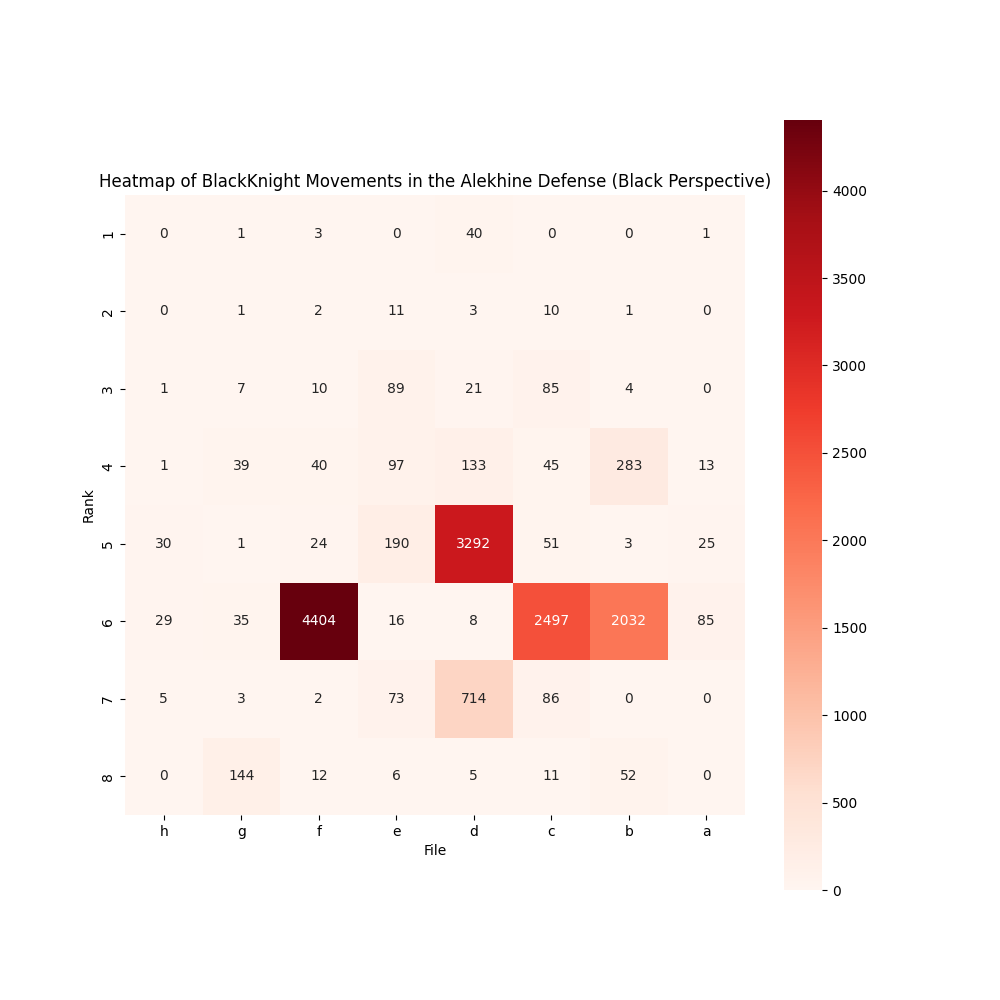 Heatmap of BlackKnight Movements in the Alekhine Defense (Black Perspective)
1 0 1 3 0 40 0 0 1
2 0 1 2 11 3 10 1 0
3 1 7 10 89 21 85 4 0
4 1 39 40 97 133 45 283 13
5 30 1 24 190 3292 51 3 25
6 29 35 4404 16 8 2497 2032 85
7 5 3 2 73 714 86 0 0
8 0 144 12 6 5 11 52 0
h g f e d c b a
File
Rank
4000
3500
3000
2500
2000
1500
1000
500
0